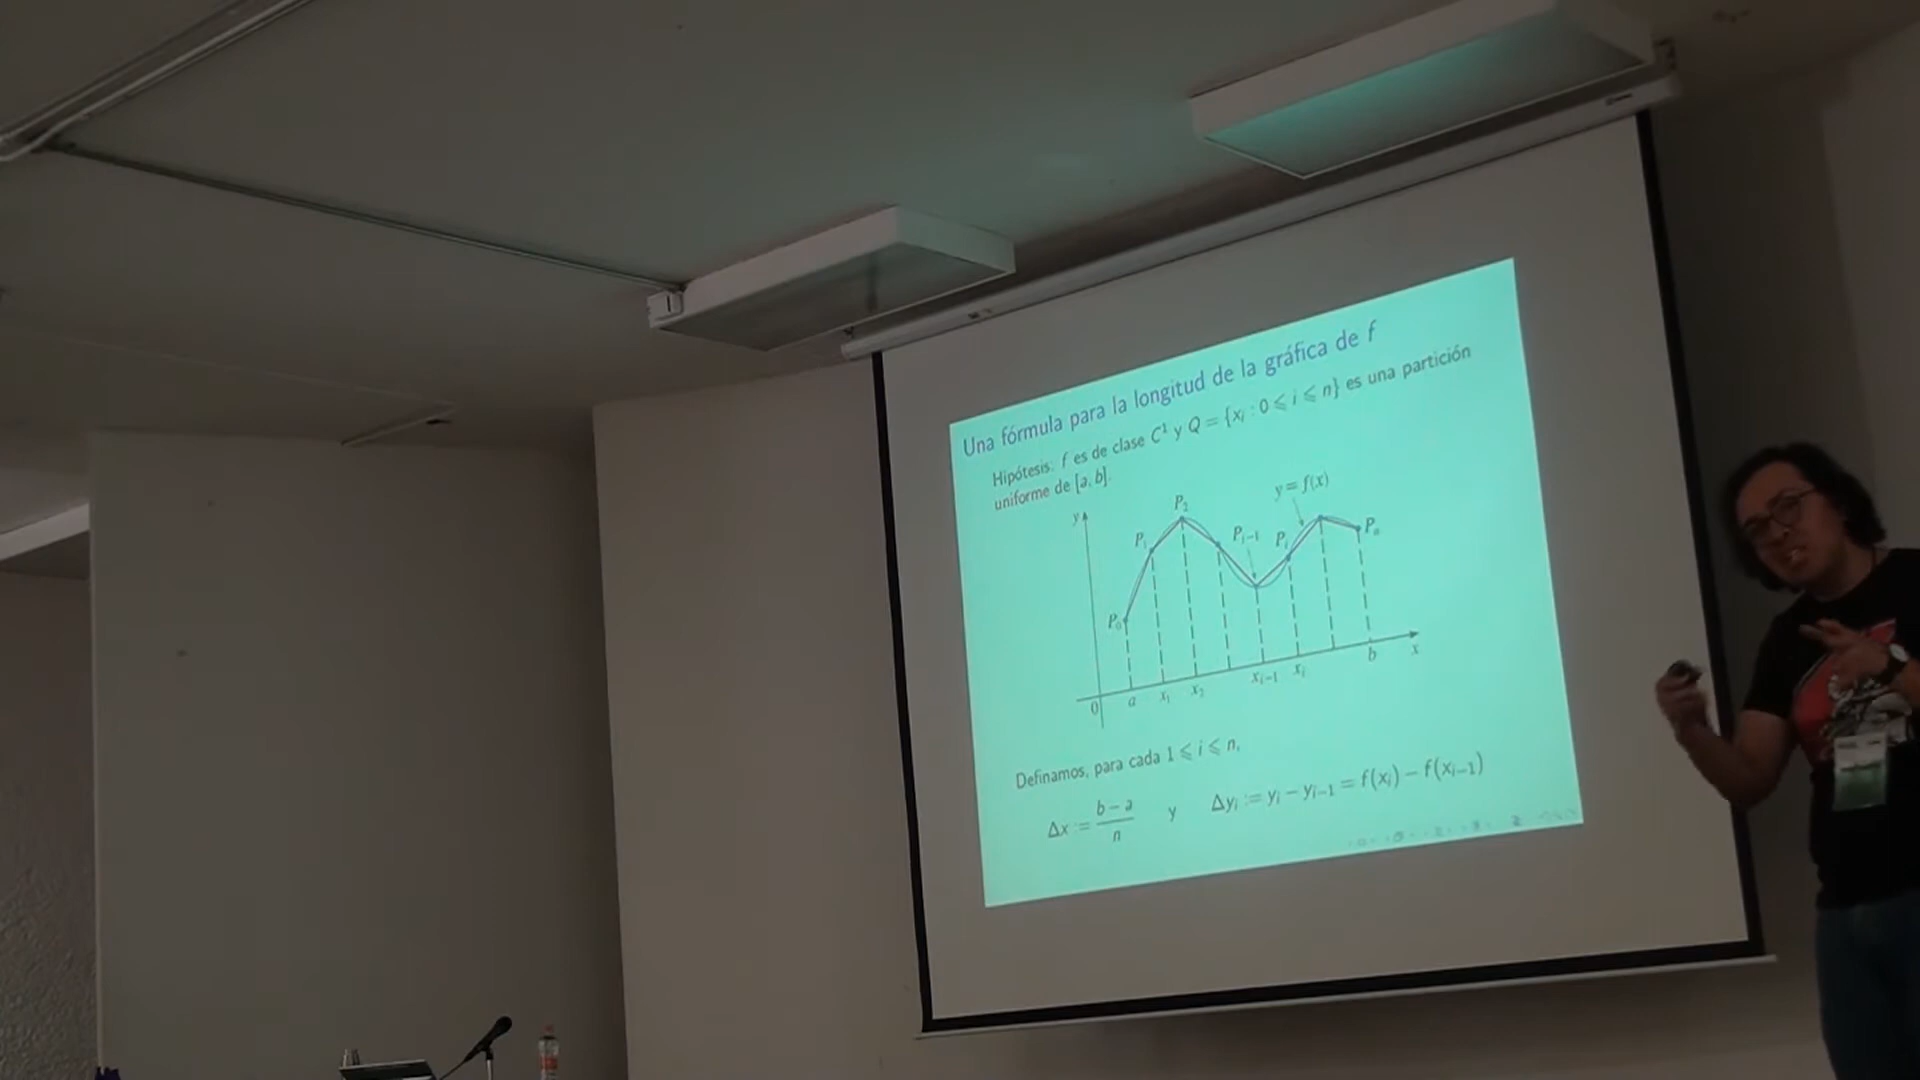 Una fórmula para la longitud de la gráfica de f
Hipótesis: f es de clase C¹ y Q = {xᵢ : 0 ⩽ i ⩽ n} es una partición
uniforme de [a, b].
y
P₀
P₁
P₂
Pᵢ₋₁
Pᵢ
y = f(x)
Pₙ
0
a
x₁
x₂
xᵢ₋₁
xᵢ
b
x
Definamos, para cada 1 ⩽ i ⩽ n,
Δx := (b − a)/n y Δyᵢ := yᵢ − yᵢ₋₁ = f(xᵢ) − f(xᵢ₋₁)